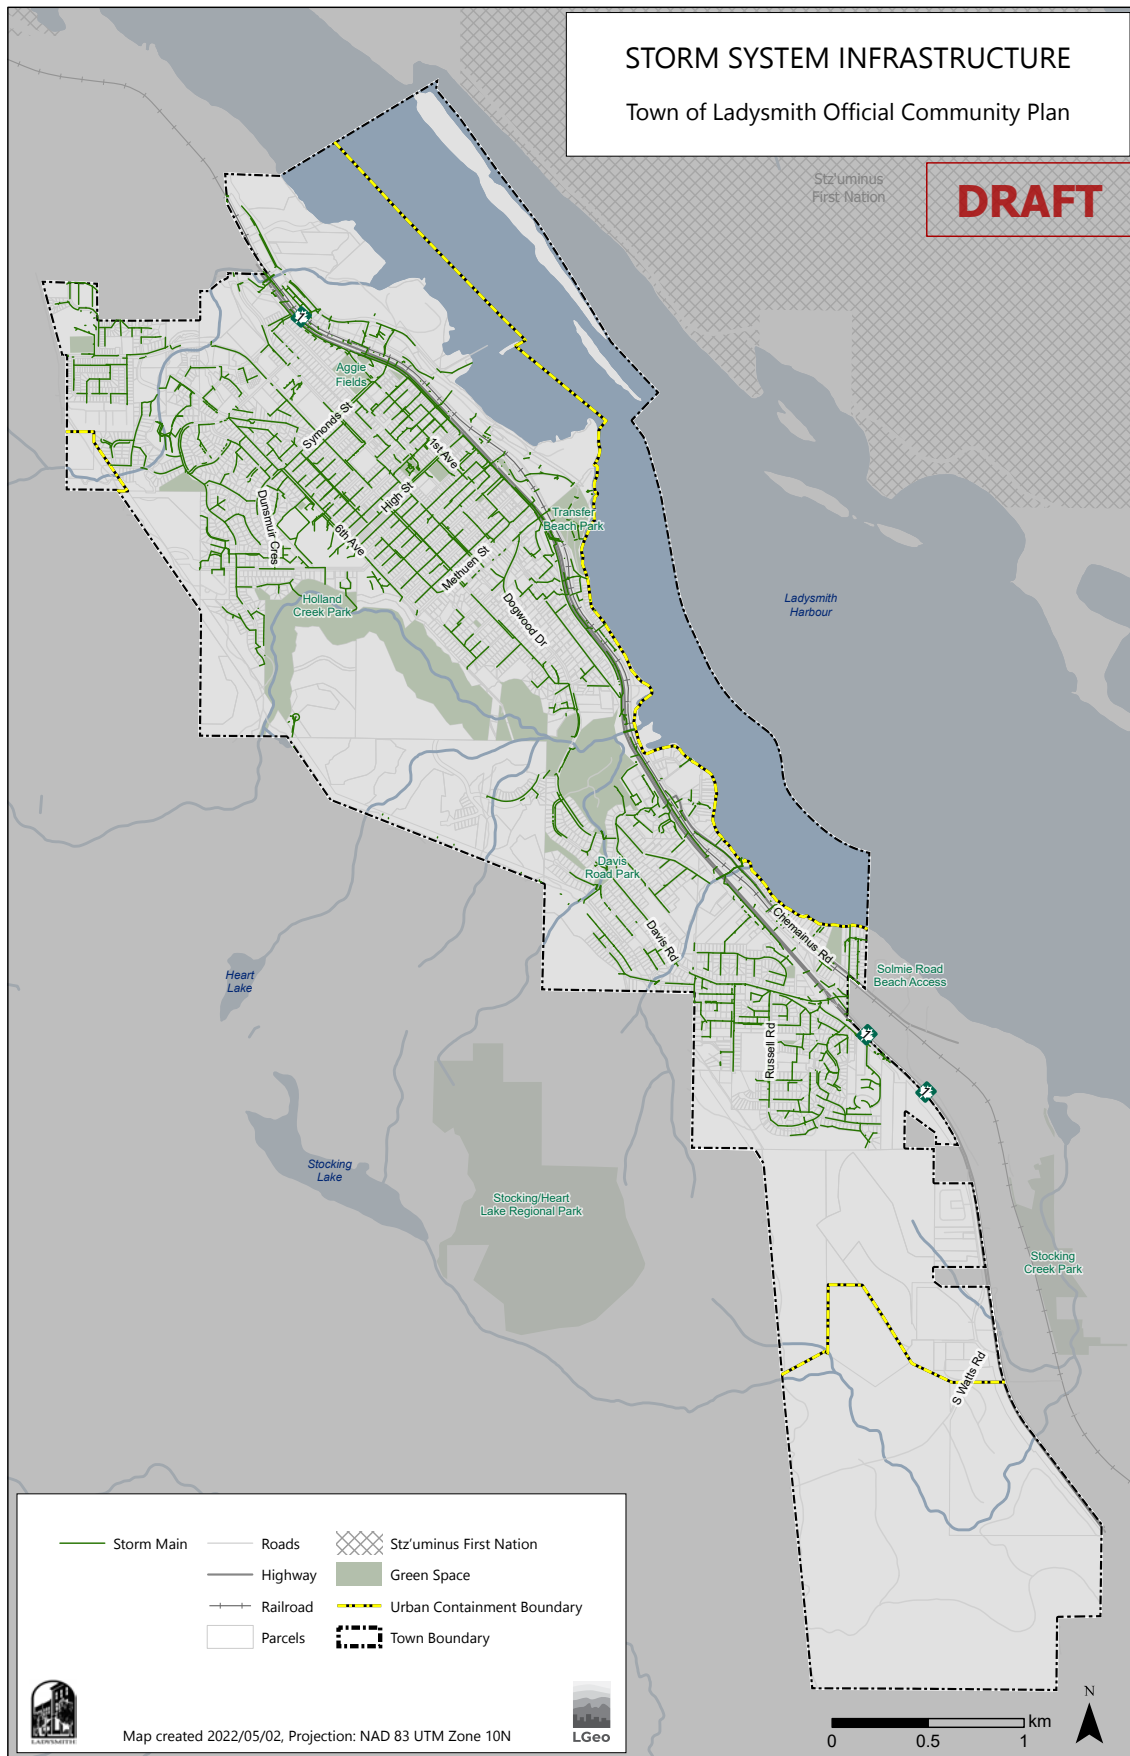 STORM SYSTEM INFRASTRUCTURE
Town of Ladysmith Official Community Plan
Stz'uminus
First Nation
DRAFT
1
Aggie
Fields
Symonds St
1st Ave
High St
Dunsmuir Cres
6th Ave
Methuen St
Transfer
Beach Park
Holland
Creek Park
Dogwood Dr
Ladysmith
Harbour
Davis
Road Park
Davis Rd
Chemainus Rd
Solmie Road
Beach Access
Heart
Lake
Russell Rd
1
1
Stocking
Lake
Stocking/Heart
Lake Regional Park
Stocking
Creek Park
S Watts Rd
Storm Main
Roads
Highway
Railroad
Parcels
Stz'uminus First Nation
Green Space
Urban Containment Boundary
Town Boundary
LADYSMITH
Map created 2022/05/02, Projection: NAD 83 UTM Zone 10N
LGeo
N
km
0 0.5 1